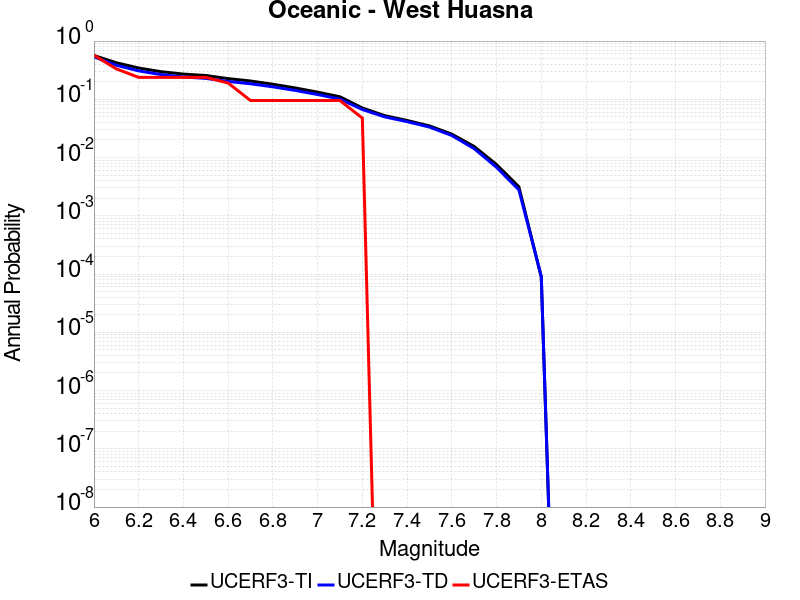 Oceanic - West Huasna
10^0
10^-1
10^-2
10^-3
10^-4
10^-5
10^-6
10^-7
10^-8
Annual Probability
6 6.2 6.4 6.6 6.8 7 7.2 7.4 7.6 7.8 8 8.2 8.4 8.6 8.8 9
Magnitude
UCERF3-TI UCERF3-TD UCERF3-ETAS